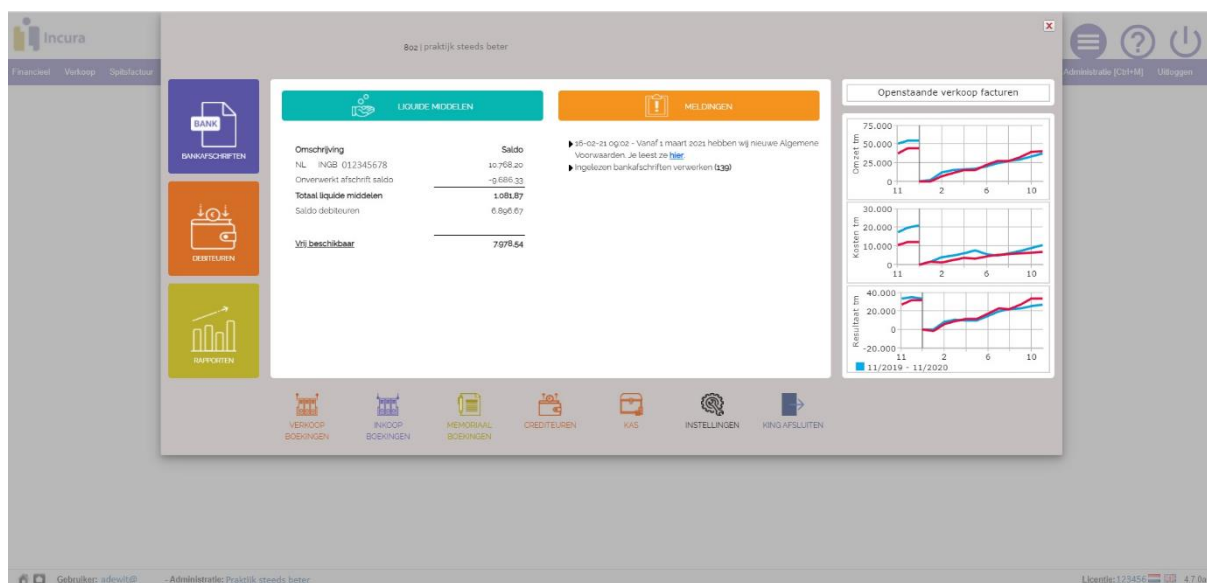 Incura
802 | praktijk steeds beter
x
Financieel Verkoop Spitsfactuur
Administratie [Ctrl+M] Uitloggen
BANK
BANKAFSCHRIFTEN
DEBITEUREN
RAPPORTEN
LIQUIDE MIDDELEN
Omschrijving Saldo
NL INGB 012345678 10.768,20
Onverwerkt afschrift saldo -9.686,33
Totaal liquide middelen 1.081,87
Saldo debiteuren 6.896,67
Vrij beschikbaar 7.978,54
MELDINGEN
16-02-21 09:02 - Vanaf 1 maart 2021 hebben wij nieuwe Algemene
Voorwaarden. Je leest ze hier.
Ingelezen bankafschriften verwerken (139)
Openstaande verkoop facturen
Omzet tm
75.000
50.000
25.000
0
11 2 6 10
Kosten tm
30.000
20.000
10.000
0
11 2 6 10
Resultaat tm
40.000
20.000
0
-20.000
11 2 6 10
11/2019 - 11/2020
VERKOOP
BOEKINGEN
INKOOP
BOEKINGEN
MEMORIAAL
BOEKINGEN
CREDITEUREN
KAS
INSTELLINGEN
KING AFSLUITEN
Gebruiker: adewit@ - Administratie: Praktijk steeds beter
Licentie: 123456 4.7.0a